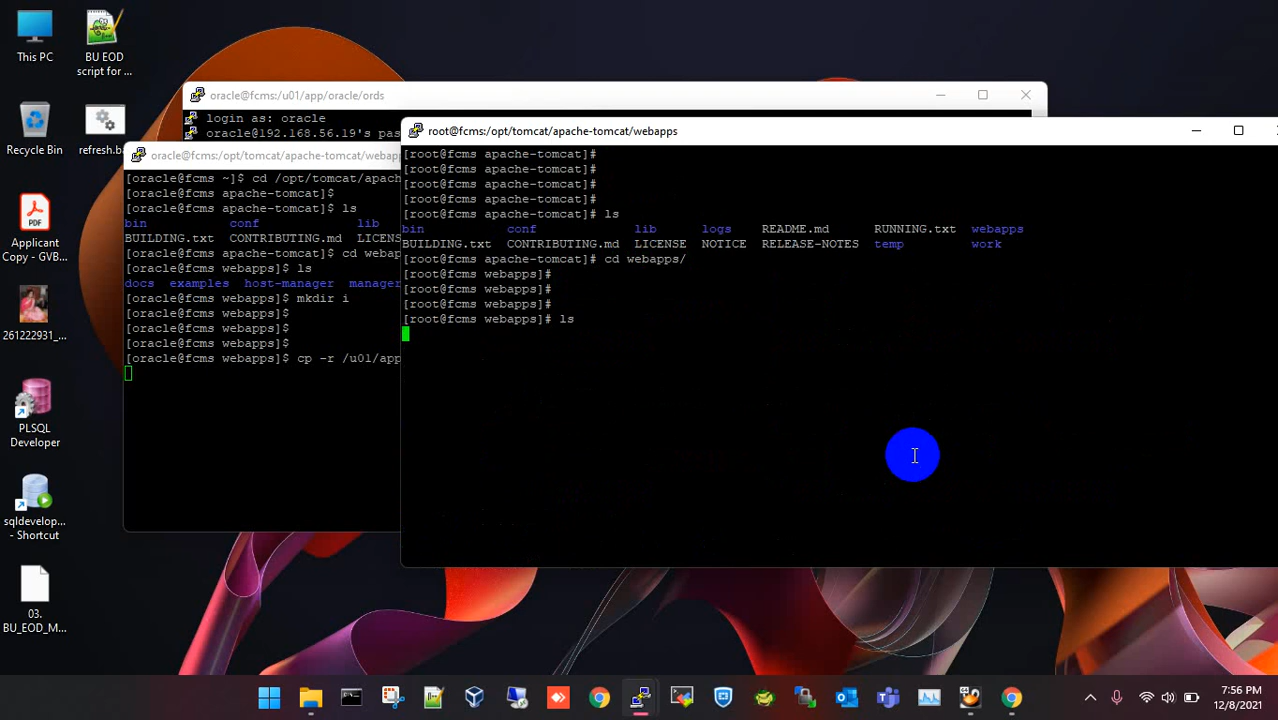 This PC
BU EOD
script for ...
Recycle Bin
refresh.ba
Applicant
Copy - GVB...
261222931_...
PLSQL
Developer
sqldevelop...
- Shortcut
03.
BU_EOD_M...
oracle@fcms:/u01/app/oracle/ords
login as: oracle
oracle@192.168.56.19's pas
oracle@fcms:/opt/tomcat/apache-tomcat/webapp
[oracle@fcms ~]$ cd /opt/tomcat/apach
[oracle@fcms apache-tomcat]$
[oracle@fcms apache-tomcat]$ ls
bin conf lib
BUILDING.txt CONTRIBUTING.md LICENS
[oracle@fcms apache-tomcat]$ cd webap
[oracle@fcms webapps]$ ls
docs examples host-manager manager
[oracle@fcms webapps]$ mkdir i
[oracle@fcms webapps]$
[oracle@fcms webapps]$
[oracle@fcms webapps]$
[oracle@fcms webapps]$ cp -r /u01/app
root@fcms:/opt/tomcat/apache-tomcat/webapps
[root@fcms apache-tomcat]#
[root@fcms apache-tomcat]#
[root@fcms apache-tomcat]#
[root@fcms apache-tomcat]#
[root@fcms apache-tomcat]# ls
bin conf lib logs README.md RUNNING.txt webapps
BUILDING.txt CONTRIBUTING.md LICENSE NOTICE RELEASE-NOTES temp work
[root@fcms apache-tomcat]# cd webapps/
[root@fcms webapps]#
[root@fcms webapps]#
[root@fcms webapps]#
[root@fcms webapps]# ls
7:56 PM
12/8/2021